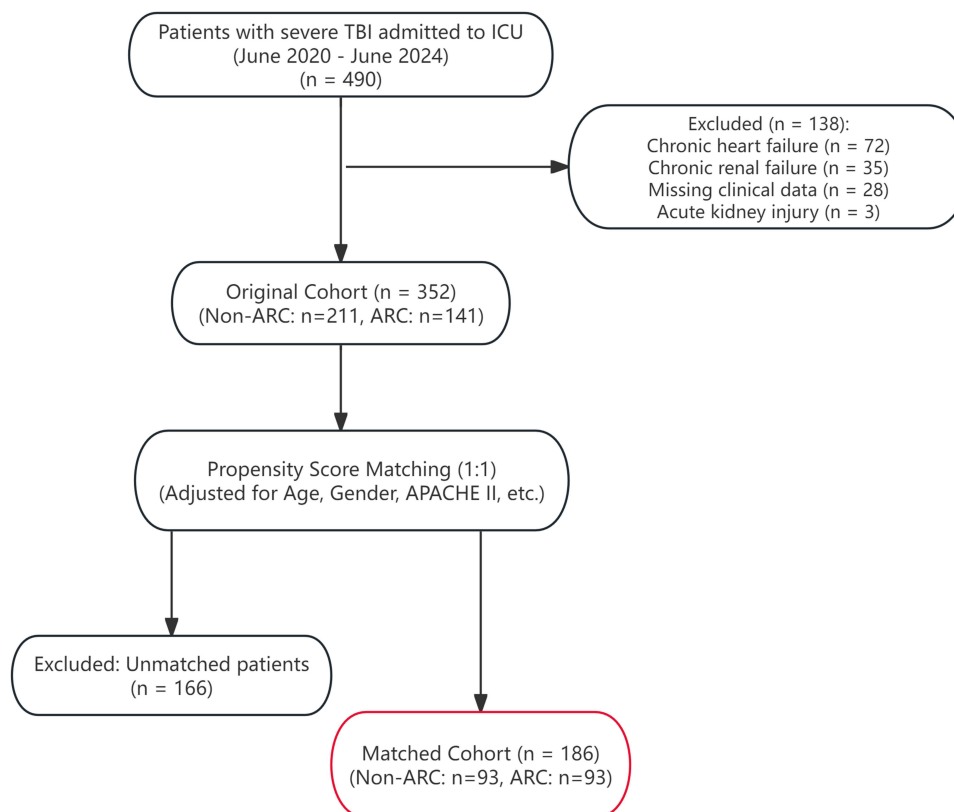 Patients with severe TBI admitted to ICU
(June 2020 - June 2024)
(n = 490)
Excluded (n = 138):
Chronic heart failure (n = 72)
Chronic renal failure (n = 35)
Missing clinical data (n = 28)
Acute kidney injury (n = 3)
Original Cohort (n = 352)
(Non-ARC: n=211, ARC: n=141)
Propensity Score Matching (1:1)
(Adjusted for Age, Gender, APACHE II, etc.)
Excluded: Unmatched patients
(n = 166)
Matched Cohort (n = 186)
(Non-ARC: n=93, ARC: n=93)